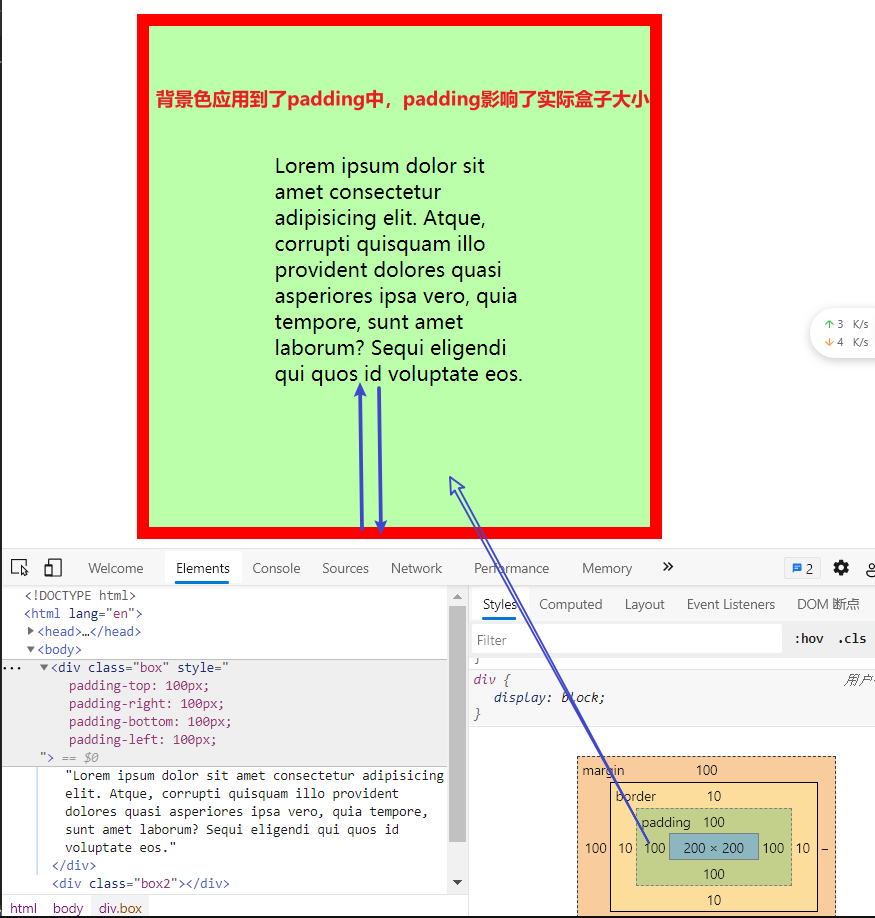 背景色应用到了padding中，padding影响了实际盒子大小
Lorem ipsum dolor sit
amet consectetur
adipisicing elit. Atque,
corrupti quisquam illo
provident dolores quasi
asperiores ipsa vero, quia
tempore, sunt amet
laborum? Sequi eligendi
qui quos id voluptate eos.
↑ 3 K/s
↓ 4 K/s
Welcome Elements Console Sources Network Performance Memory » 2
<!DOCTYPE html>
<html lang="en">
▶<head>…</head>
▼<body>
··· ▼<div class="box" style="
padding-top: 100px;
padding-right: 100px;
padding-bottom: 100px;
padding-left: 100px;
"> == $0
"Lorem ipsum dolor sit amet consectetur adipisicing
elit. Atque, corrupti quisquam illo provident
dolores quasi asperiores ipsa vero, quia tempore,
sunt amet laborum? Sequi eligendi qui quos id
voluptate eos."
</div>
<div class="box2"></div>
html body div.box
Styles Computed Layout Event Listeners DOM 断点
Filter :hov .cls
}
div { 用户
display: block;
}
margin 100
border 10
padding 100
100 10 100 200 × 200 100 10 –
100
10